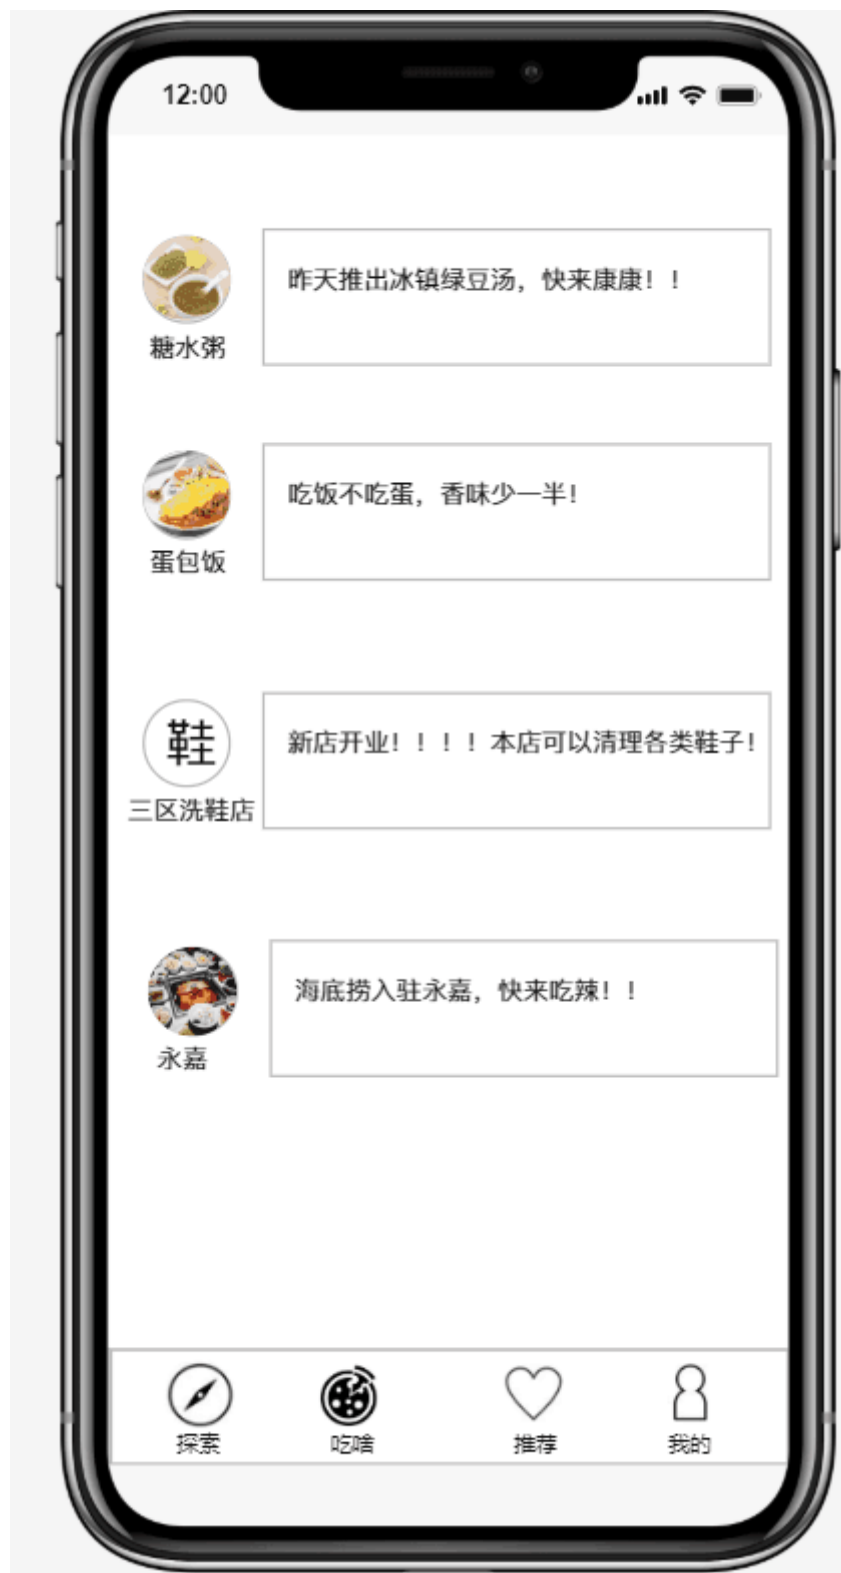 12:00
昨天推出冰镇绿豆汤，快来康康！！
糖水粥
吃饭不吃蛋，香味少一半！
蛋包饭
鞋
新店开业！！！！本店可以清理各类鞋子！
三区洗鞋店
海底捞入驻永嘉，快来吃辣！！
永嘉
探索
吃啥
推荐
我的